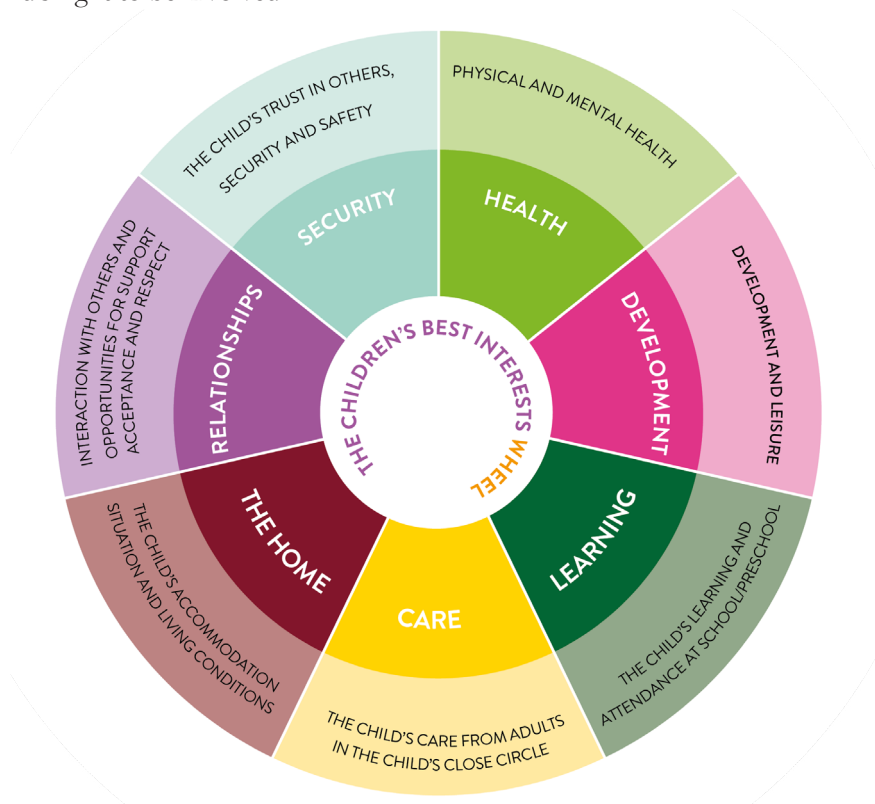 THE CHILDREN'S BEST INTERESTS WHEEL
HEALTH
PHYSICAL AND MENTAL HEALTH
DEVELOPMENT
DEVELOPMENT AND LEISURE
LEARNING
THE CHILD'S LEARNING AND
ATTENDANCE AT SCHOOL/PRESCHOOL
CARE
THE CHILD'S CARE FROM ADULTS
IN THE CHILD'S CLOSE CIRCLE
THE HOME
THE CHILD'S ACCOMMODATION
SITUATION AND LIVING CONDITIONS
RELATIONSHIPS
INTERACTION WITH OTHERS AND
OPPORTUNITIES FOR SUPPORT
ACCEPTANCE AND RESPECT
SECURITY
THE CHILD'S TRUST IN OTHERS,
SECURITY AND SAFETY